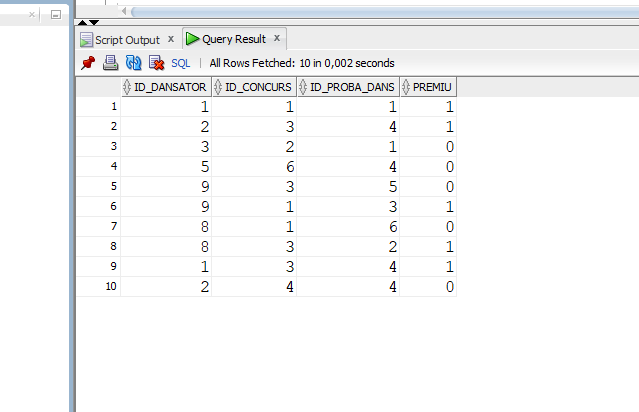 Script Output x Query Result x
SQL All Rows Fetched: 10 in 0,002 seconds
ID_DANSATOR ID_CONCURS ID_PROBA_DANS PREMIU
1 1 1 1 1
2 2 3 4 1
3 3 2 1 0
4 5 6 4 0
5 9 3 5 0
6 9 1 3 1
7 8 1 6 0
8 8 3 2 1
9 1 3 4 1
10 2 4 4 0